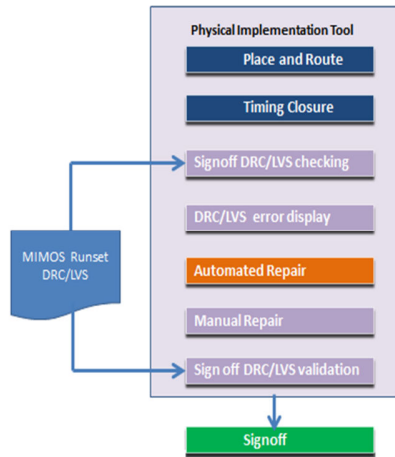 Physical Implementation Tool
Place and Route
Timing Closure
Signoff DRC/LVS checking
DRC/LVS error display
MIMOS Runset
DRC/LVS
Automated Repair
Manual Repair
Sign off DRC/LVS validation
Signoff